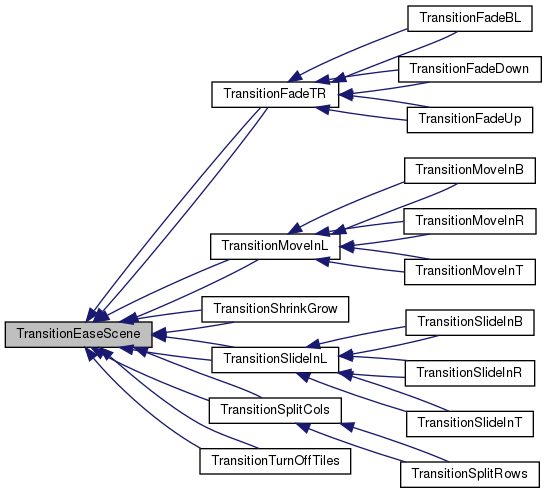 TransitionFadeBL
TransitionFadeDown
TransitionFadeTR
TransitionFadeUp
TransitionMoveInB
TransitionMoveInR
TransitionMoveInL
TransitionMoveInT
TransitionShrinkGrow
TransitionEaseScene
TransitionSlideInB
TransitionSlideInL
TransitionSlideInR
TransitionSplitCols
TransitionSlideInT
TransitionTurnOffTiles
TransitionSplitRows